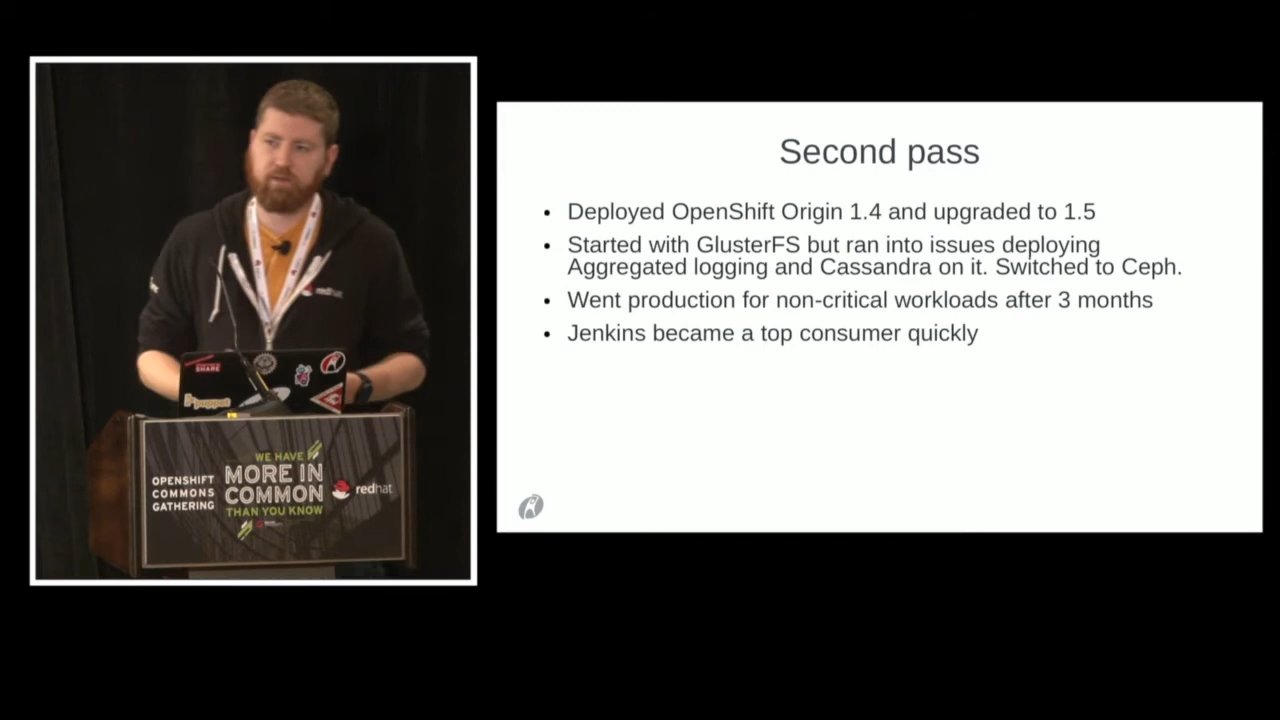 Second pass
Deployed OpenShift Origin 1.4 and upgraded to 1.5
Started with GlusterFS but ran into issues deploying
Aggregated logging and Cassandra on it. Switched to Ceph.
Went production for non-critical workloads after 3 months
Jenkins became a top consumer quickly
SHARE
puppet
OPENSHIFT
COMMONS
GATHERING
WE HAVE
MORE IN
COMMON
THAN YOU KNOW
redhat